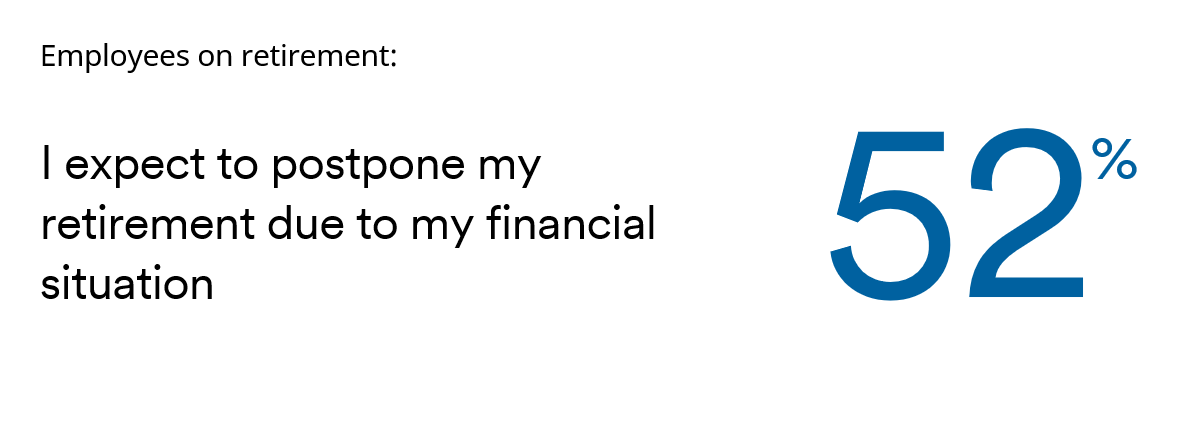 Employees on retirement:
I expect to postpone my
retirement due to my financial
situation
52%